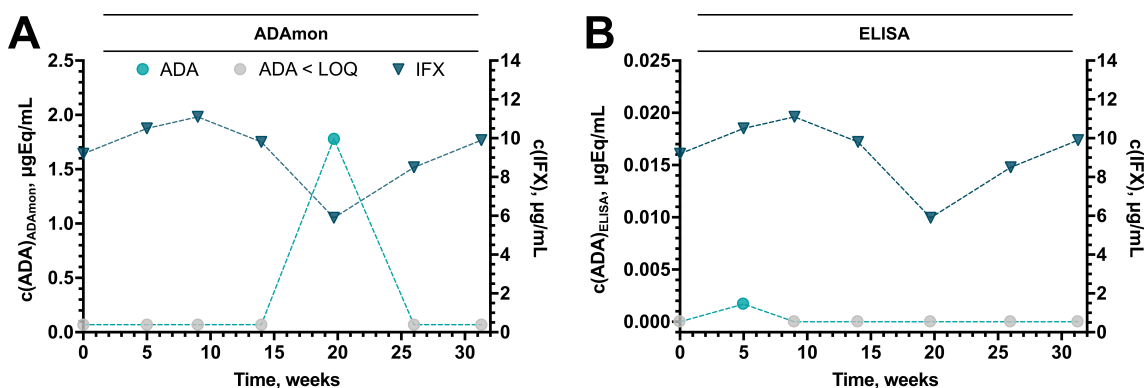 A
ADAmon
ADA
ADA < LOQ
IFX
c(ADA)ADAmon, µgEq/mL
2.5
2.0
1.5
1.0
0.5
0.0
14
12
10
8
6
4
2
0
c(IFX), µg/mL
0 5 10 15 20 25 30
Time, weeks
B
ELISA
c(ADA)ELISA, µgEq/mL
0.025
0.020
0.015
0.010
0.005
0.000
14
12
10
8
6
4
2
0
c(IFX), µg/mL
0 5 10 15 20 25 30
Time, weeks